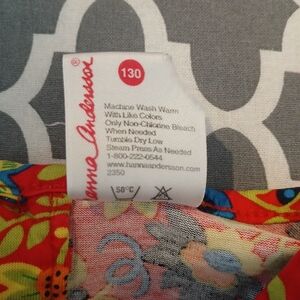 130
Hanna Andersson®
Machine Wash Warm
With Like Colors
Only Non-Chlorine Bleach
When Needed
Tumble Dry Low
Steam Press As Needed
1-800-222-0544
www.hannaandersson.com
2350
50°C